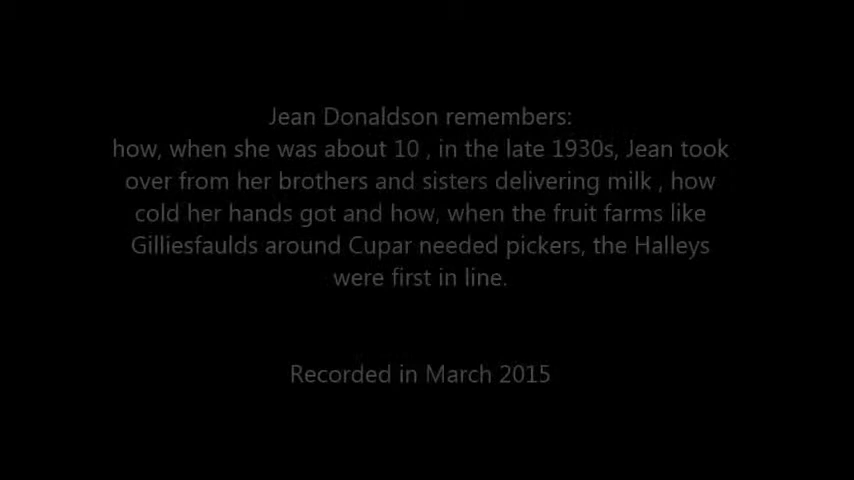 Jean Donaldson remembers:
how, when she was about 10 , in the late 1930s, Jean took
over from her brothers and sisters delivering milk , how
cold her hands got and how, when the fruit farms like
Gilliesfaulds around Cupar needed pickers, the Halleys
were first in line.
Recorded in March 2015